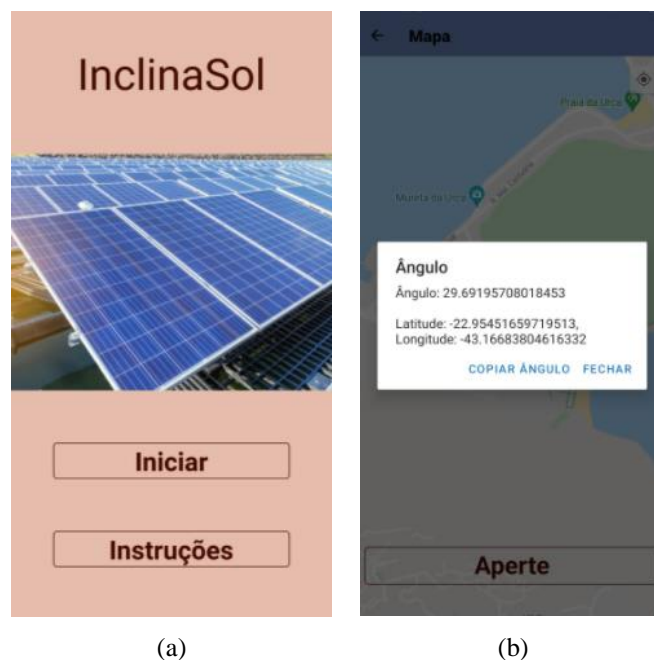 InclinaSol
Iniciar
Instruções
Mapa
Praia da Urca
Mureta da Urca
Ângulo
Ângulo: 29.69195708018453
Latitude: -22.95451659719513,
Longitude: -43.16683804616332
COPIAR ÂNGULO FECHAR
Aperte
(a)
(b)